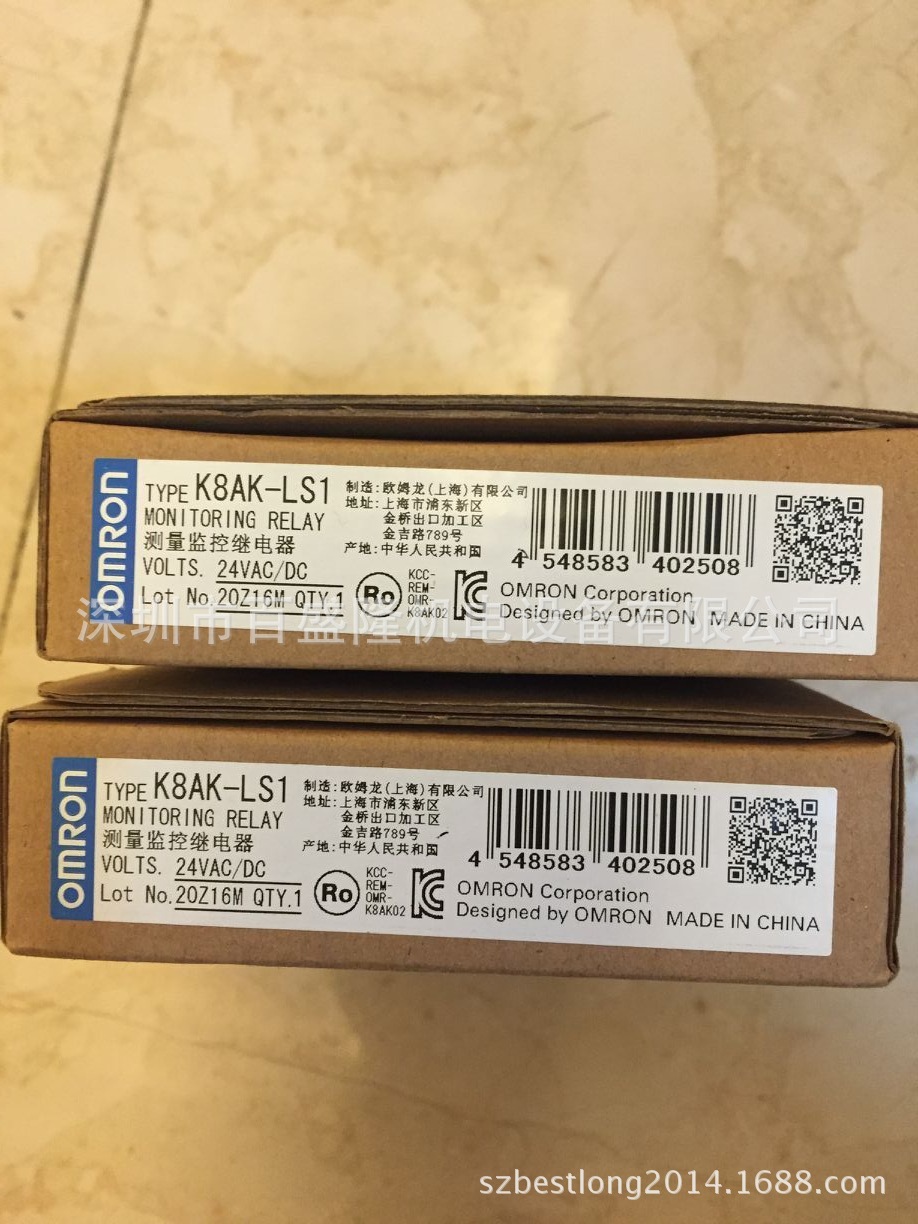 OMRON
TYPE K8AK-LS1
MONITORING RELAY
测量监控继电器
VOLTS. 24VAC/DC
Lot No. 20Z16M QTY.1
制造: 欧姆龙(上海)有限公司
地址: 上海市浦东新区
金桥出口加工区
金吉路789号
产地: 中华人民共和国
Ro
KCC-
REM-
OMR-
K8AK02
4 548583 402508
OMRON Corporation
Designed by OMRON MADE IN CHINA
深圳市百盛隆机电设备有限公司
OMRON
TYPE K8AK-LS1
MONITORING RELAY
测量监控继电器
VOLTS. 24VAC/DC
Lot No. 20Z16M QTY.1
制造: 欧姆龙(上海)有限公司
地址: 上海市浦东新区
金桥出口加工区
金吉路789号
产地: 中华人民共和国
Ro
KCC-
REM-
OMR-
K8AK02
4 548583 402508
OMRON Corporation
Designed by OMRON MADE IN CHINA
szbestlong2014.1688.com